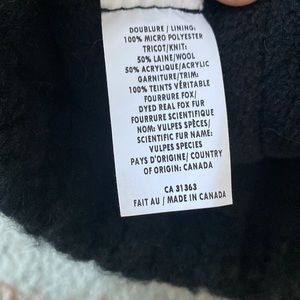 DOUBLURE / LINING:
100% MICRO POLYESTER
TRICOT/KNIT:
50% LAINE/WOOL
50% ACRYLIQUE/ACRYLIC
GARNITURE/TRIM:
100% TEINTS VÉRITABLE
FOURRURE FOX/
DYED REAL FOX FUR
FOURRURE SCIENTIFIQUE
NOM: VULPES SPÈCES/
SCIENTIFIC FUR NAME:
VULPES SPECIES
PAYS D'ORIGINE/ COUNTRY
OF ORIGIN: CANADA
CA 31363
FAIT AU / MADE IN CANADA